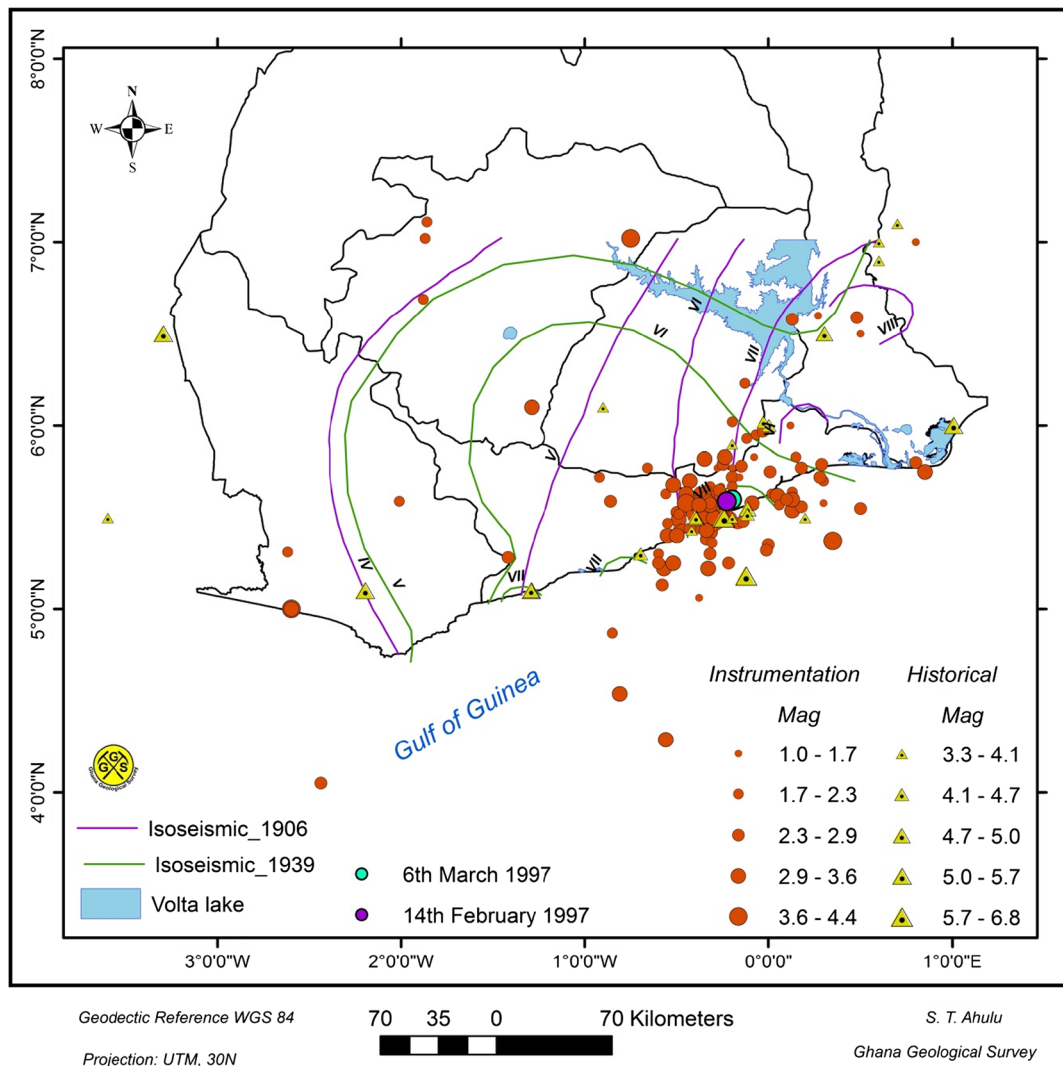 8°0'0"N
7°0'0"N
6°0'0"N
5°0'0"N
4°0'0"N
N
W
E
S
VI
VI
VIII
VII
V
VI
VII
VII
VII
IV
V
Gulf of Guinea
G
G S
Ghana Geological Survey
Isoseismic_1906
Isoseismic_1939
Volta lake
6th March 1997
14th February 1997
Instrumentation
Mag
1.0 - 1.7
1.7 - 2.3
2.3 - 2.9
2.9 - 3.6
3.6 - 4.4
Historical
Mag
3.3 - 4.1
4.1 - 4.7
4.7 - 5.0
5.0 - 5.7
5.7 - 6.8
3°0'0"W
2°0'0"W
1°0'0"W
0°0'0"
1°0'0"E
Geodectic Reference WGS 84
Projection: UTM, 30N
70 35 0 70 Kilometers
S. T. Ahulu
Ghana Geological Survey